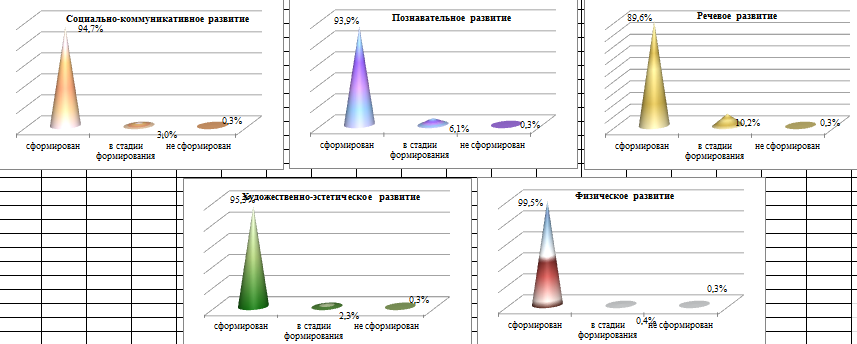 Социально-коммуникативное развитие
94,7%
3,0%
0,3%
сформирован
в стадии
формирования
не сформирован
Познавательное развитие
93,9%
6,1%
0,3%
сформирован
в стадии
формирования
не сформирован
Речевое развитие
89,6%
10,2%
0,3%
сформирован
в стадии
формирования
не сформирован
Художественно-эстетическое развитие
2,3%
0,3%
сформирован
в стадии
формирования
не сформирован
Физическое развитие
99,5%
0,4%
0,3%
сформирован
в стадии
формирования
не сформирован